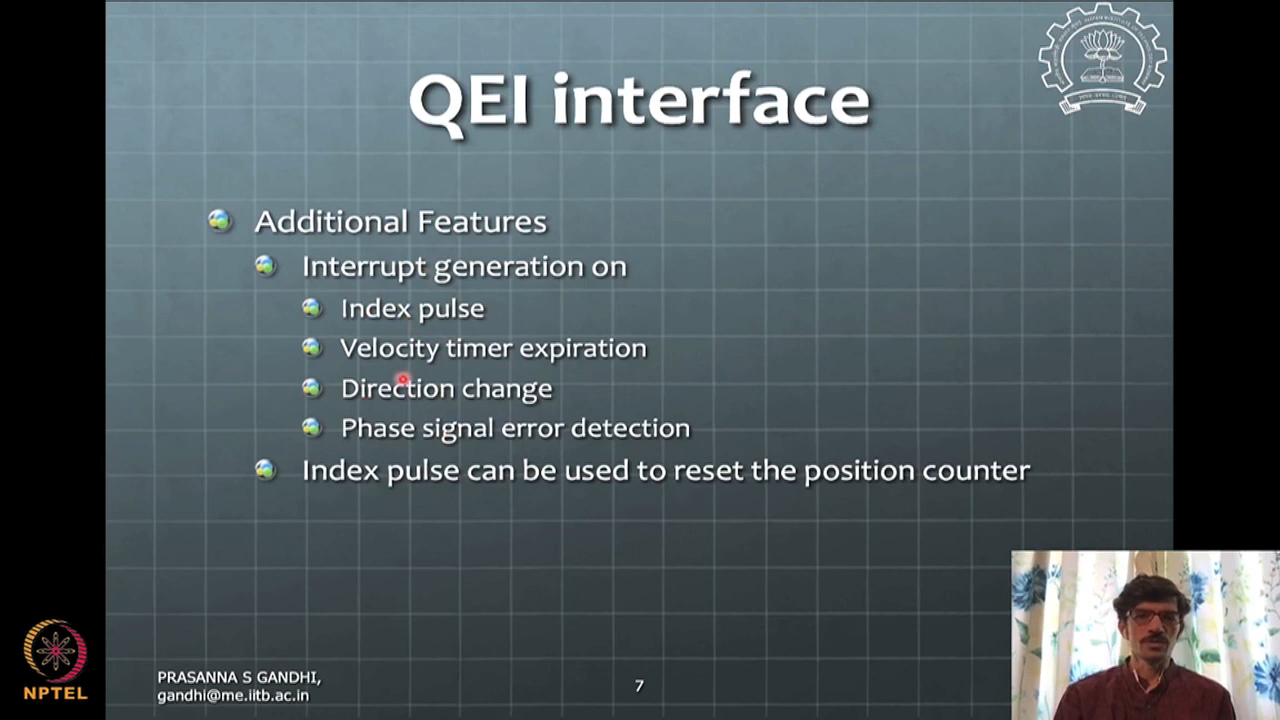 QEI interface
Additional Features
Interrupt generation on
Index pulse
Velocity timer expiration
Direction change
Phase signal error detection
Index pulse can be used to reset the position counter
PRASANNA S GANDHI,
gandhi@me.iitb.ac.in
7
NPTEL